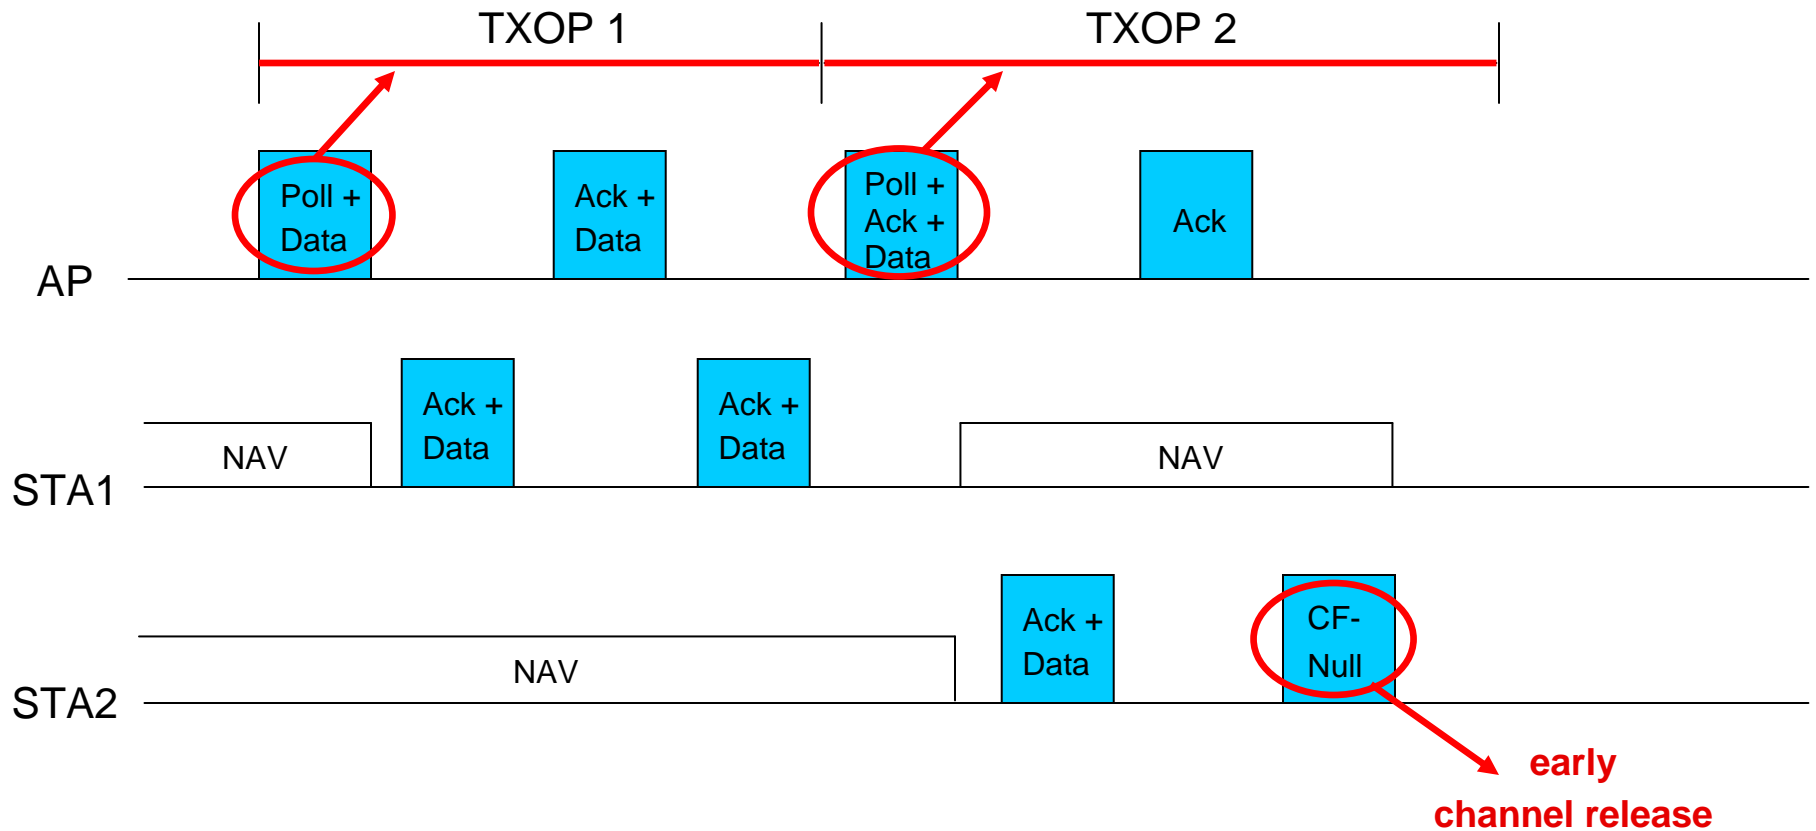 TXOP 1
TXOP 2
Poll +
Data
Ack +
Data
Poll +
Ack +
Data
Ack
AP
Ack +
Data
Ack +
Data
NAV
NAV
STA1
Ack +
Data
CF-
Null
NAV
STA2
early
channel release